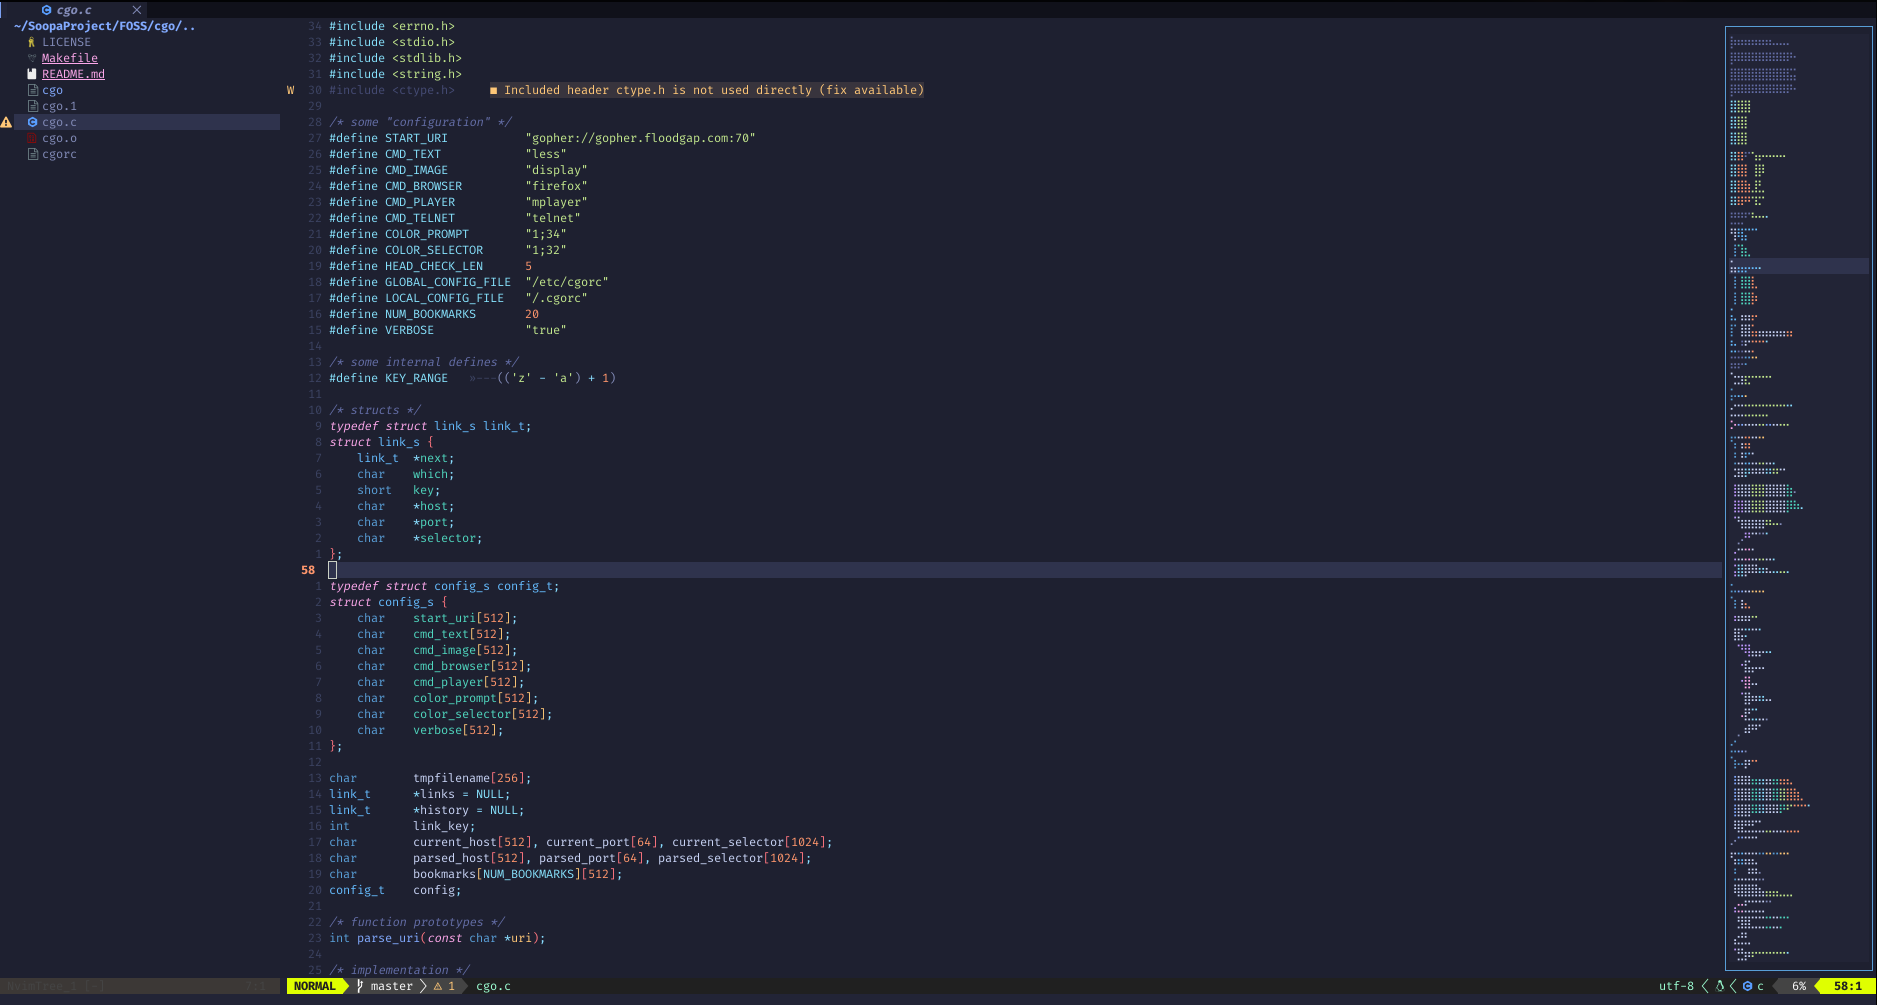 cgo.c
~/SoopaProject/FOSS/cgo/..
LICENSE
Makefile
README.md
cgo
cgo.1
cgo.c
cgo.o
cgorc
34 #include <errno.h>
33 #include <stdio.h>
32 #include <stdlib.h>
31 #include <string.h>
W 30 #include <ctype.h> ■ Included header ctype.h is not used directly (fix available)
29
28 /* some "configuration" */
27 #define START_URI "gopher://gopher.floodgap.com:70"
26 #define CMD_TEXT "less"
25 #define CMD_IMAGE "display"
24 #define CMD_BROWSER "firefox"
23 #define CMD_PLAYER "mplayer"
22 #define CMD_TELNET "telnet"
21 #define COLOR_PROMPT "1;34"
20 #define COLOR_SELECTOR "1;32"
19 #define HEAD_CHECK_LEN 5
18 #define GLOBAL_CONFIG_FILE "/etc/cgorc"
17 #define LOCAL_CONFIG_FILE "/.cgorc"
16 #define NUM_BOOKMARKS 20
15 #define VERBOSE "true"
14
13 /* some internal defines */
12 #define KEY_RANGE »---(('z' - 'a') + 1)
11
10 /* structs */
9 typedef struct link_s link_t;
8 struct link_s {
7 link_t *next;
6 char which;
5 short key;
4 char *host;
3 char *port;
2 char *selector;
1 };
58
1 typedef struct config_s config_t;
2 struct config_s {
3 char start_uri[512];
4 char cmd_text[512];
5 char cmd_image[512];
6 char cmd_browser[512];
7 char cmd_player[512];
8 char color_prompt[512];
9 char color_selector[512];
10 char verbose[512];
11 };
12
13 char tmpfilename[256];
14 link_t *links = NULL;
15 link_t *history = NULL;
16 int link_key;
17 char current_host[512], current_port[64], current_selector[1024];
18 char parsed_host[512], parsed_port[64], parsed_selector[1024];
19 char bookmarks[NUM_BOOKMARKS][512];
20 config_t config;
21
22 /* function prototypes */
23 int parse_uri(const char *uri);
24
25 /* implementation */
NvimTree_1 [-] 7:1
NORMAL master 1 cgo.c utf-8 c 6% 58:1